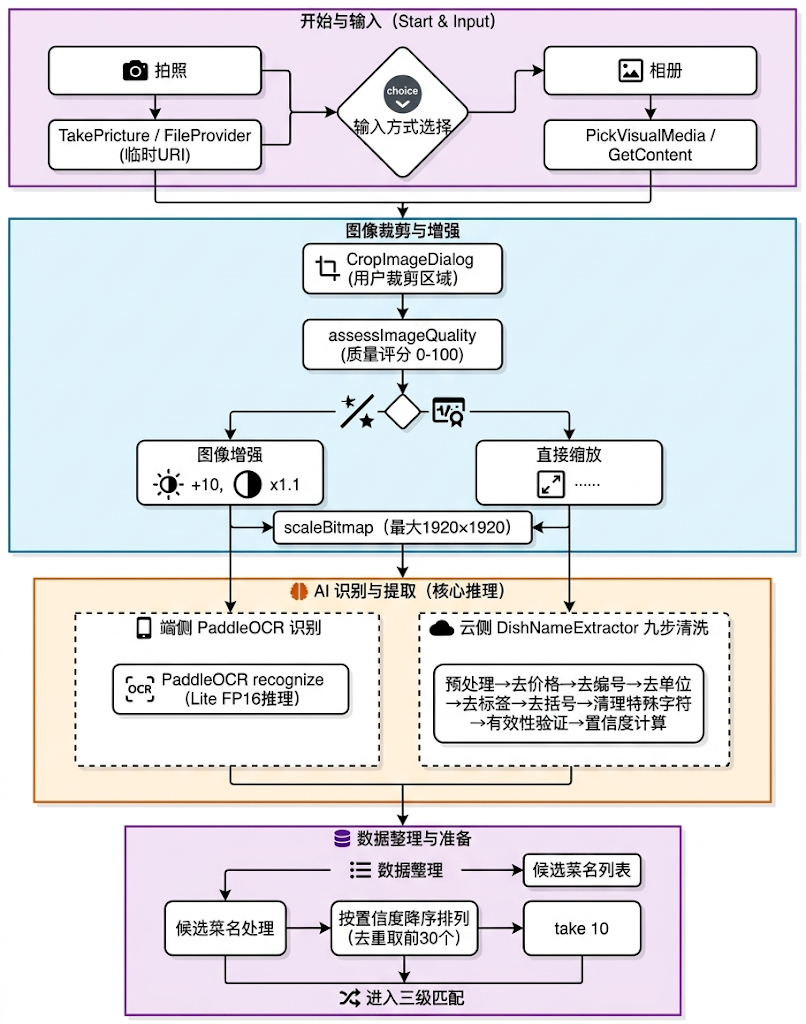 开始与输入（Start & Input)
拍照
choice
输入方式选择
相册
TakePricture / FileProvider
(临时URI)
PickVisualMedia /
GetContent
图像裁剪与增强
CropImageDialog
(用户裁剪区域）
assessImageQuality
(质量评分 0-100)
图像增强
+10,
x1.1
直接缩放
......
scaleBitmap（最大1920×1920）
AI 识别与提取（核心推理）
端侧 PaddleOCR 识别
OCR
PaddleOCR recognize
（Lite FP16推理）
云侧 DishNameExtractor 九步清洗
预处理→去价格→去编号→去单位
→去标签→去括号→清理特殊字符
→有效性验证→置信度计算
数据整理与准备
数据整理
候选菜名列表
候选菜名处理
按置信度降序排列
（去重取前30个）
take 10
进入三级匹配